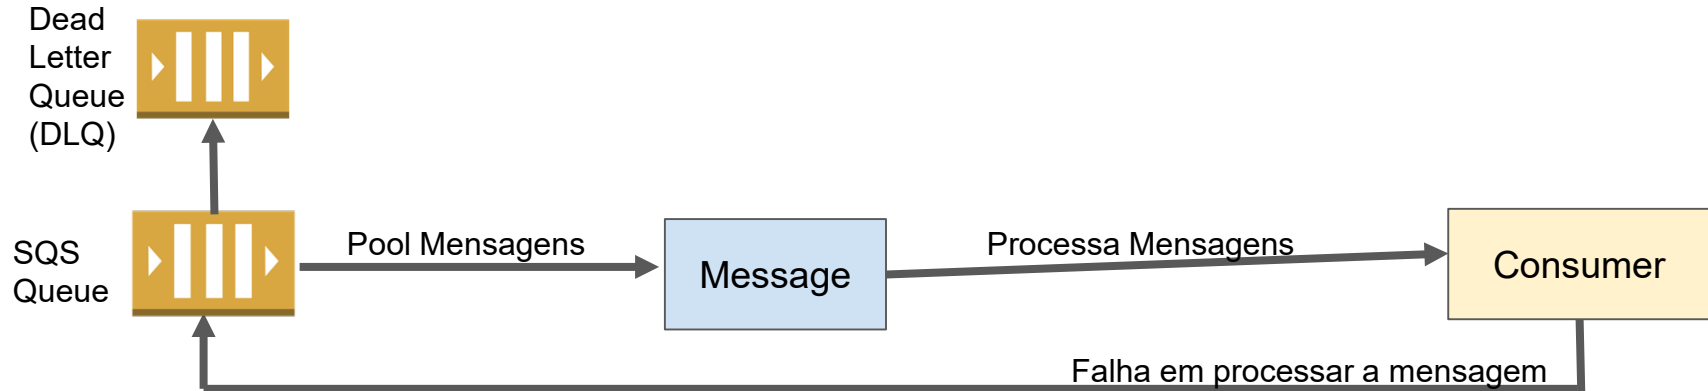 Dead
Letter
Queue
(DLQ)
SQS
Queue
Pool Mensagens
Message
Processa Mensagens
Consumer
Falha em processar a mensagem